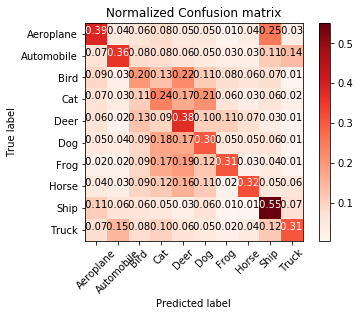 Normalized Confusion matrix
Aeroplane 0.39 0.04 0.06 0.08 0.05 0.05 0.01 0.04 0.25 0.03
Automobile 0.07 0.36 0.08 0.08 0.06 0.05 0.03 0.03 0.11 0.14
Bird 0.09 0.03 0.20 0.13 0.22 0.11 0.08 0.06 0.07 0.01
Cat 0.07 0.03 0.11 0.24 0.17 0.21 0.06 0.03 0.06 0.02
Deer 0.06 0.02 0.13 0.09 0.38 0.10 0.11 0.07 0.03 0.01
Dog 0.05 0.04 0.09 0.18 0.17 0.30 0.05 0.05 0.06 0.01
Frog 0.02 0.02 0.09 0.17 0.19 0.12 0.31 0.03 0.04 0.01
Horse 0.04 0.03 0.09 0.12 0.16 0.11 0.02 0.32 0.05 0.06
Ship 0.11 0.06 0.06 0.05 0.03 0.06 0.01 0.01 0.55 0.07
Truck 0.07 0.15 0.08 0.10 0.06 0.05 0.02 0.04 0.12 0.31
Aeroplane Automobile Bird Cat Deer Dog Frog Horse Ship Truck
True label
Predicted label
0.5
0.4
0.3
0.2
0.1